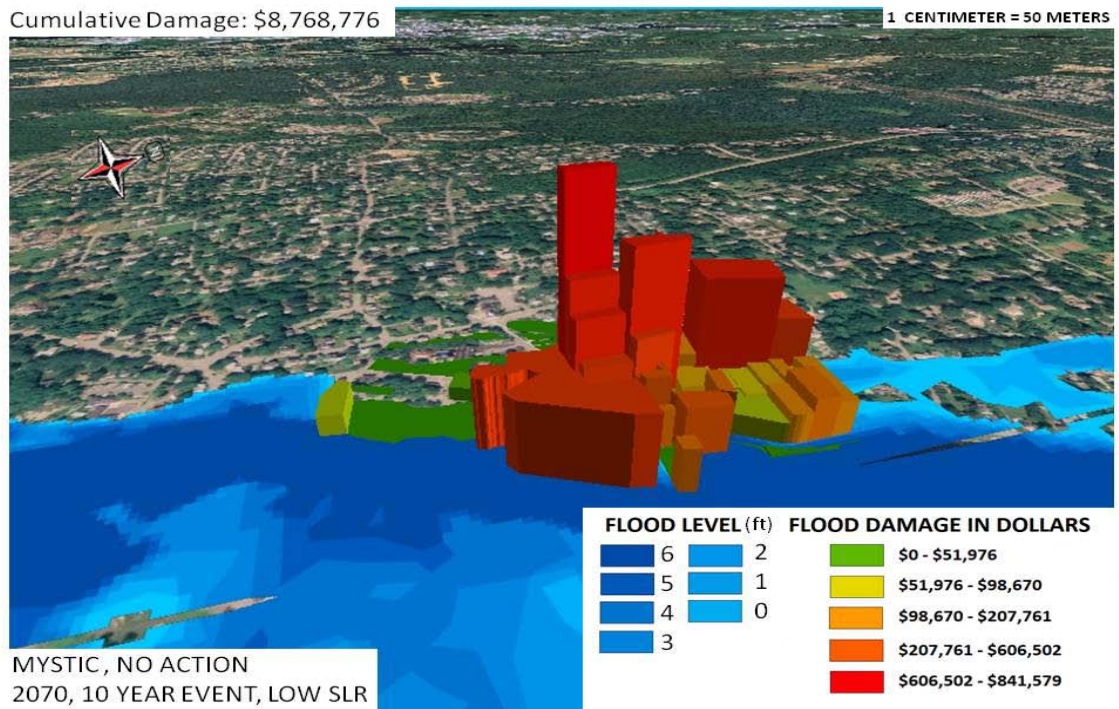 Cumulative Damage: $8,768,776
1 CENTIMETER = 50 METERS
FLOOD LEVEL (ft)
6
5
4
3
2
1
0
FLOOD DAMAGE IN DOLLARS
$0 - $51,976
$51,976 - $98,670
$98,670 - $207,761
$207,761 - $606,502
$606,502 - $841,579
MYSTIC, NO ACTION
2070, 10 YEAR EVENT, LOW SLR